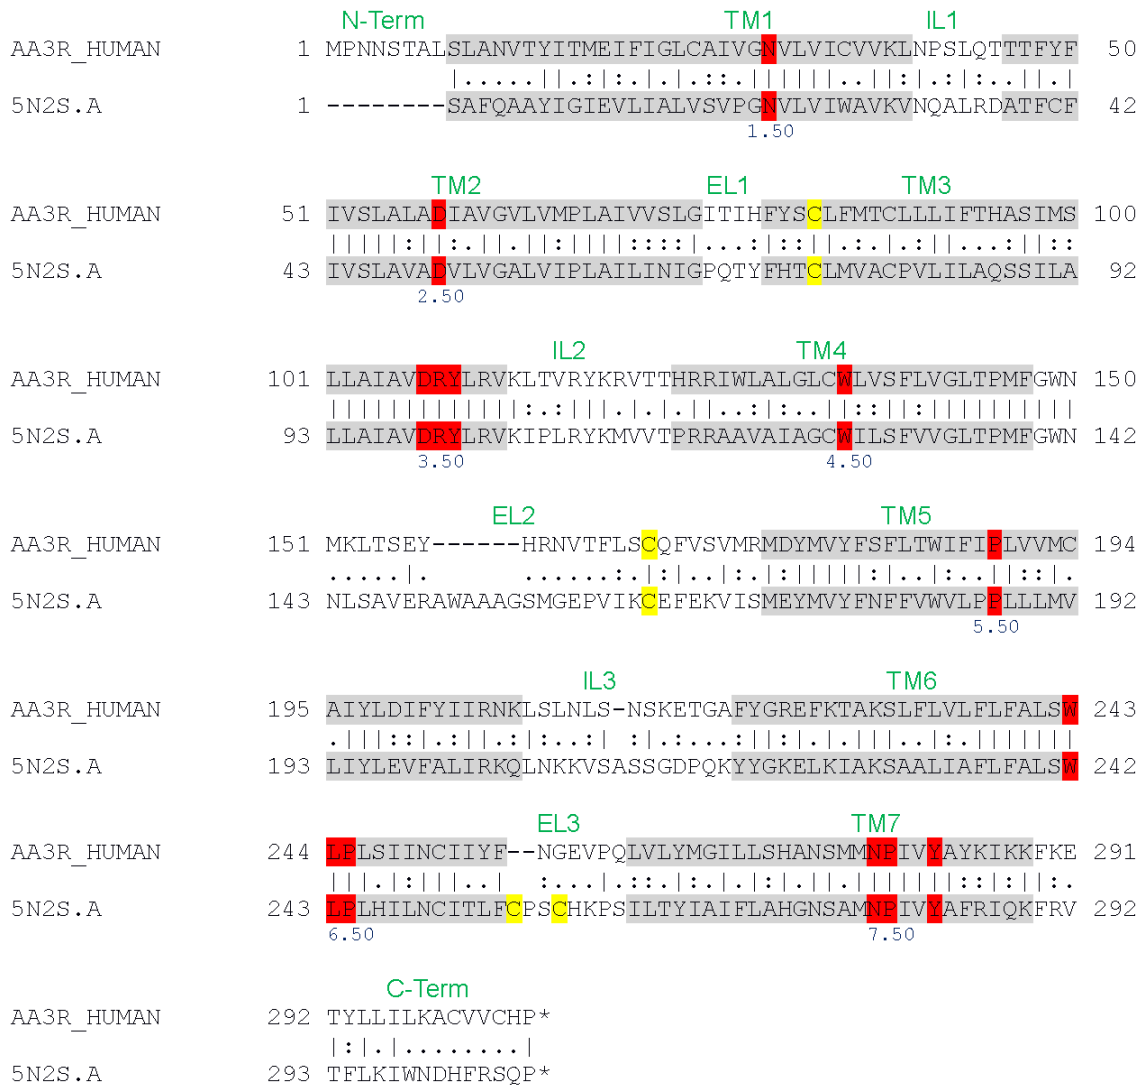 N-Term TM1 IL1
AA3R_HUMAN 1 MPNNSTALSLANVTYITMEIFIGLCAIVGNVLVICVVKLNPSLQTTTFYF 50
|.....||.:|.|..::.||||||..||.|.:|:..||.|
5N2S.A 1 --------SAFQAAYIGIEVLIALVSVPGNVLVIWAVKVNQALRDATFCF 42
1.50
TM2 EL1 TM3
AA3R_HUMAN 51 IVSLALADIAVGVLVMPLAIVVSLGITIHFYSCLFMTCLLLIFTHASIMS 100
|||||:||:.|||.||.|||||::::|..||:|:.||.:.|.||...|::
5N2S.A 43 IVSLAVADVLVGALVIPLAILINIGPQTYFHTCLMVACPVLILAQSSILA 92
2.50
IL2 TM4
AA3R_HUMAN 101 LLAIAVDRYLRVKLTVRYKRVTTHRRIWLALGLCWLVSFLVGLTPMFGWN 150
|||||||||||||:.:|||.|.|.||...:|.||::||:|||||||||||
5N2S.A 93 LLAIAVDRYLRVKIPLRYKMVVTPRRAAVAIAGCWILSFVVGLTPMFGWN 142
3.50 4.50
EL2 TM5
AA3R_HUMAN 151 MKLTSEY------HRNVTFLSCQFVSVMRMDYMVYFSFLTWIFIPLVVMC 194
.....|. ......:.|:|..|:.|:|||||:|..|:..||::|.
5N2S.A 143 NLSAVERAWAAAGSMGEPVIKCEFEKVISMEYMVYFNFFVWVLPPLLLMV 192
5.50
IL3 TM6
AA3R_HUMAN 195 AIYLDIFYIIRNKLSLNLS-NSKETGAFYGREFKTAKSLFLVLFLFALSW 243
.|||::|.:||.:|:..:| :|.:...:||:|:|.|||..|:.|||||||
5N2S.A 193 LIYLEVFALIRKQLNKKVSASSGDPQKYYGKELKIAKSAALIAFLFALSW 242
EL3 TM7
AA3R_HUMAN 244 LPLSIINCIIYF--NGEVPQLVLYMGILLSHANSMMNPIVYAYKIKKFKE 291
||.|:|||.|.| :...|.:..|:.|.|:|.||.|||||||::|:||:.
5N2S.A 243 LPLHILNCITLFCPSCHKPSILTYIAIFLAHGNSAMNPIVYAFRIQKFRV 292
6.50 7.50
C-Term
AA3R_HUMAN 292 TYLLILKACVVCHP*
|:|.|........|
5N2S.A 293 TFLKIWNDHFRSQP*